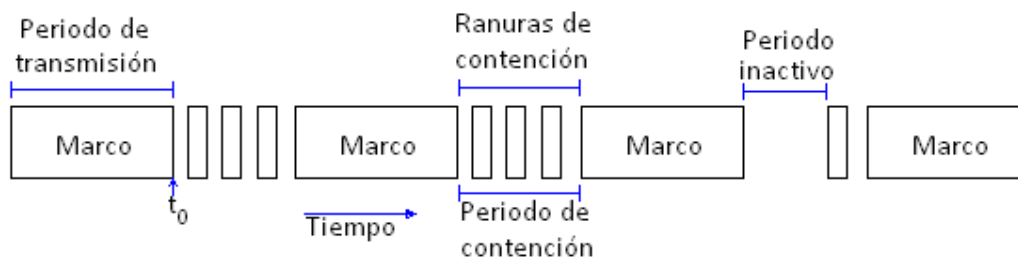 Periodo de
transmisión
Ranuras de
contención
Periodo
inactivo
Marco
Marco
Marco
Marco
t0
Tiempo
Periodo de
contención